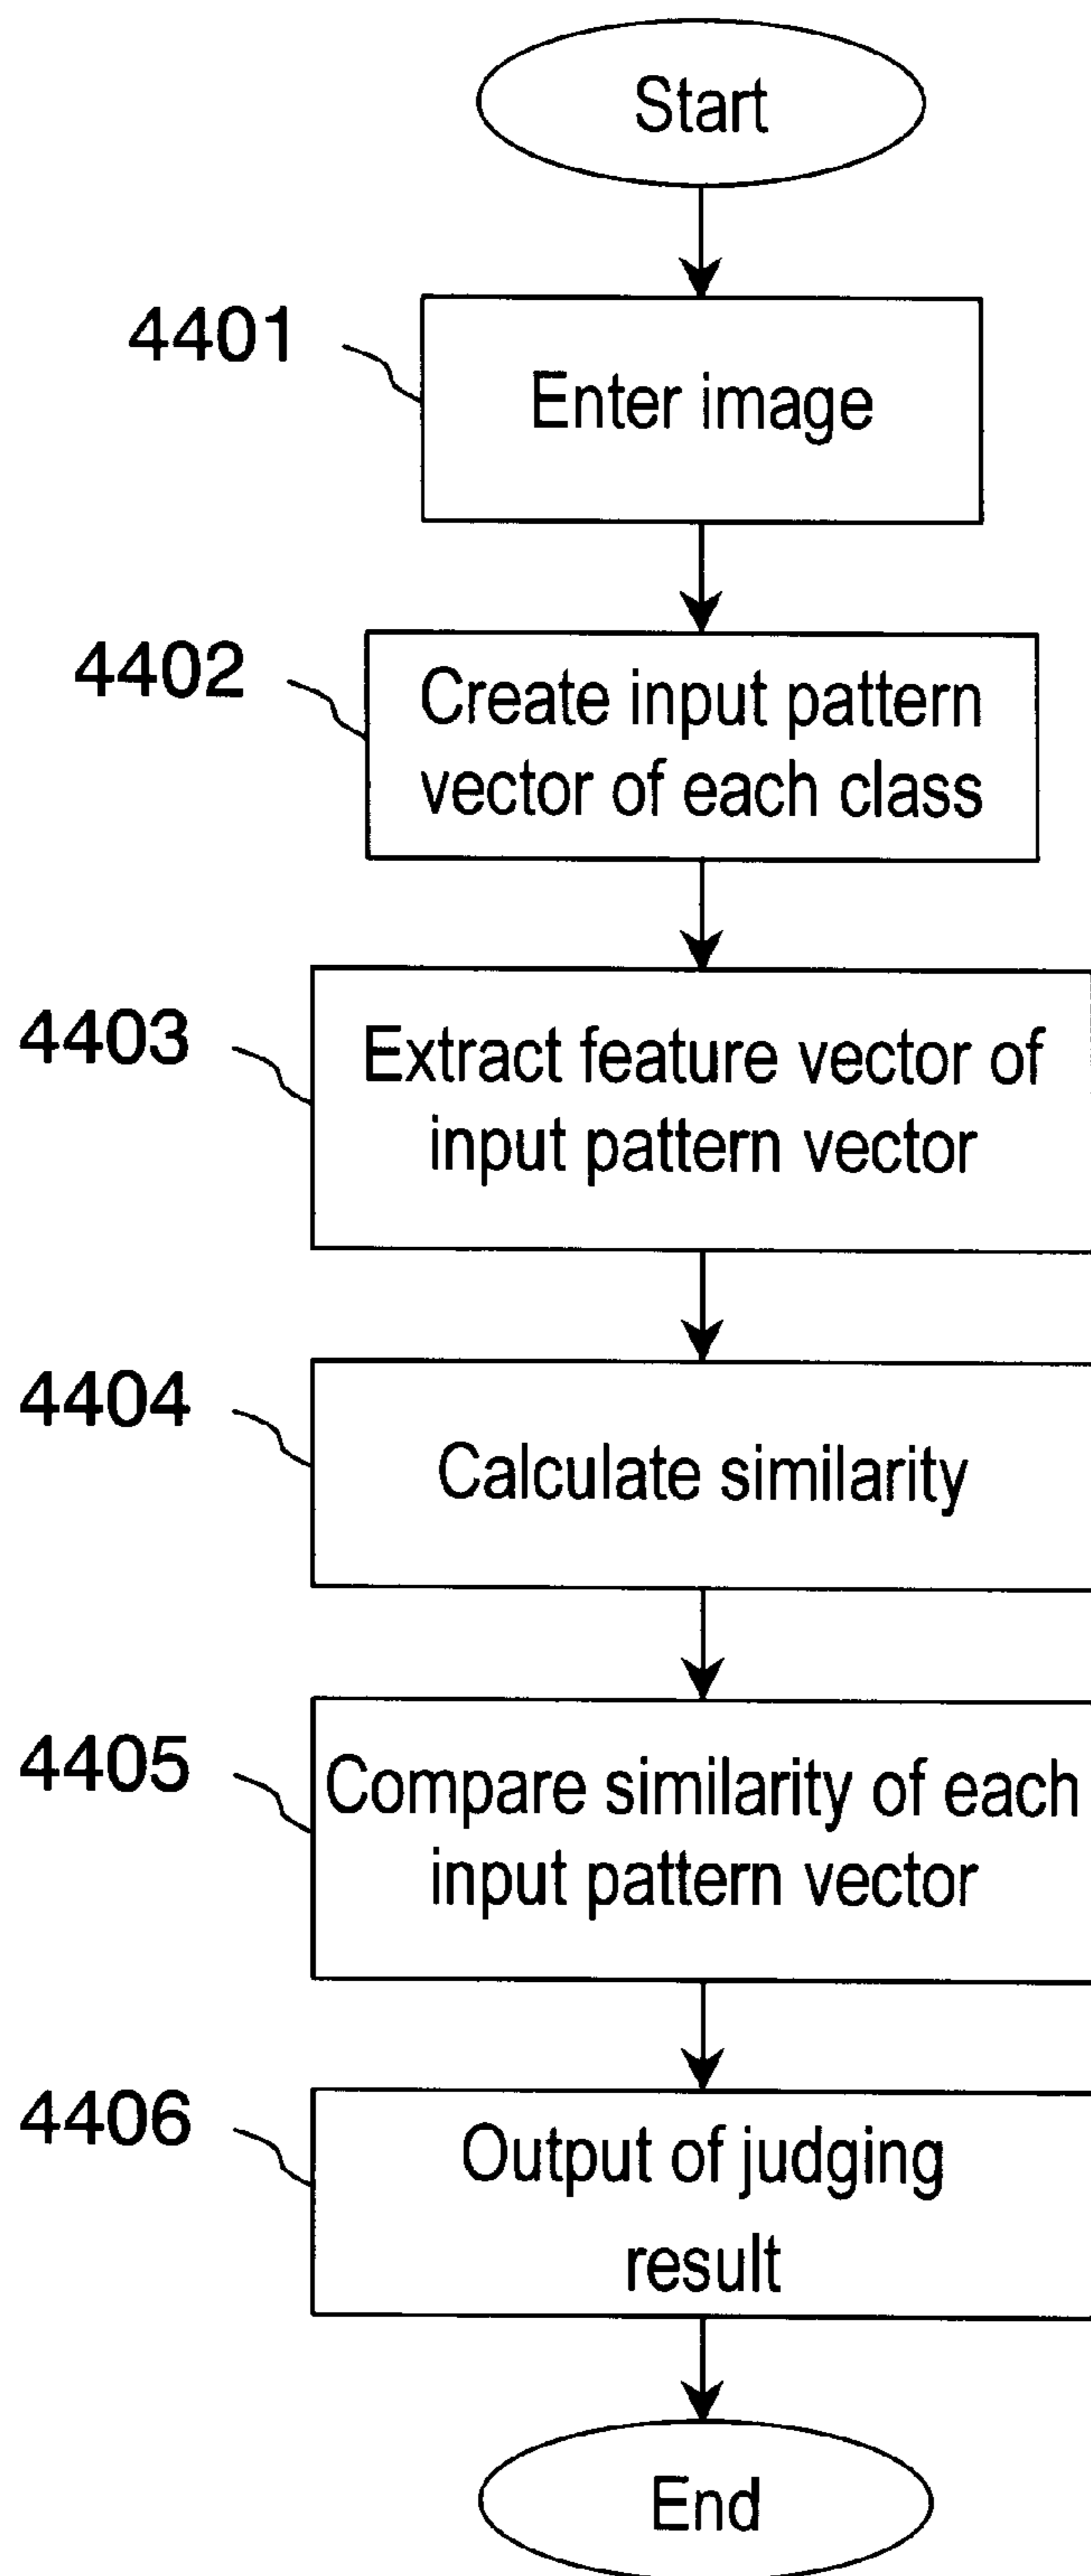 Start
4401
Enter image
4402
Create input pattern
vector of each class
4403
Extract feature vector of
input pattern vector
4404
Calculate similarity
4405
Compare similarity of each
input pattern vector
4406
Output of judging
result
End